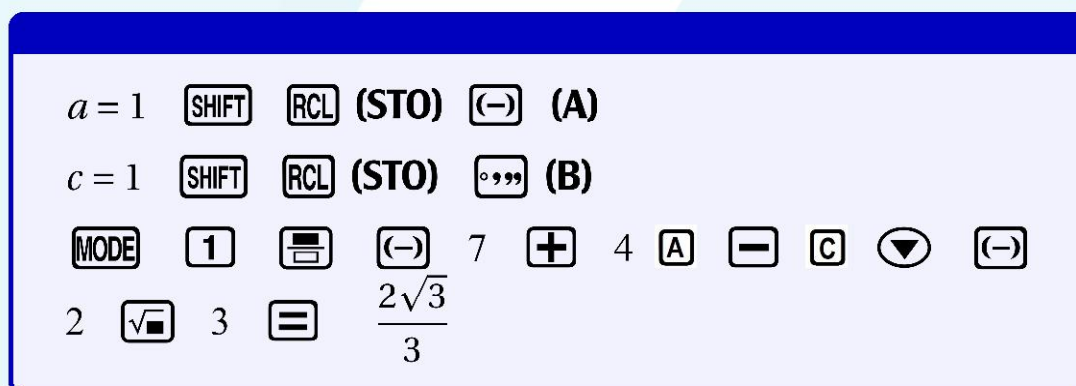 a = 1 SHIFT RCL (STO) (−) (A)
c = 1 SHIFT RCL (STO) °,,, (B)
MODE 1 (−) 7 + 4 A − C ▼ (−)
2 √■ 3 = 2√3/3